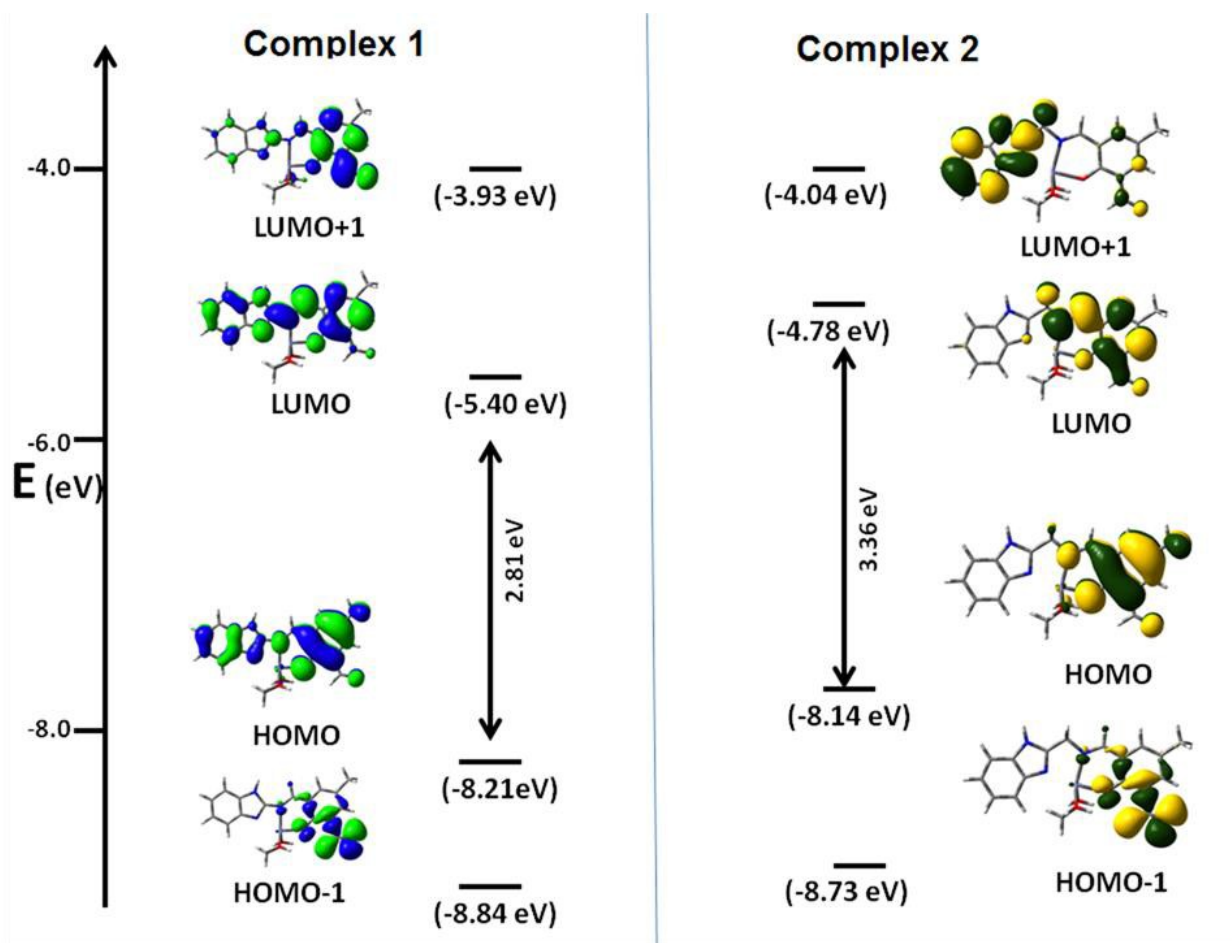 Complex 1
Complex 2
-4.0
(-3.93 eV)
LUMO+1
(-4.04 eV)
LUMO+1
LUMO
(-5.40 eV)
(-4.78 eV)
LUMO
-6.0
E (eV)
2.81 eV
3.36 eV
HOMO
-8.0
(-8.21eV)
HOMO
(-8.14 eV)
HOMO-1
(-8.84 eV)
(-8.73 eV)
HOMO-1